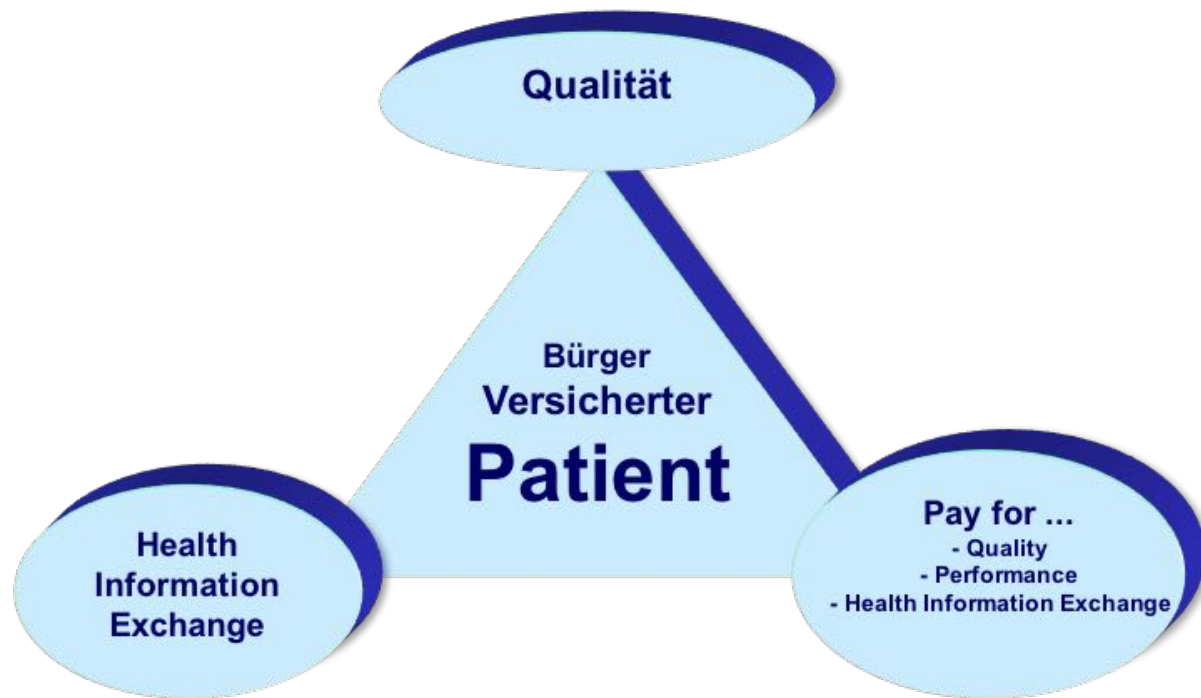 Qualität
Bürger
Versicherter
Patient
Health
Information
Exchange
Pay for ...
- Quality
- Performance
- Health Information Exchange